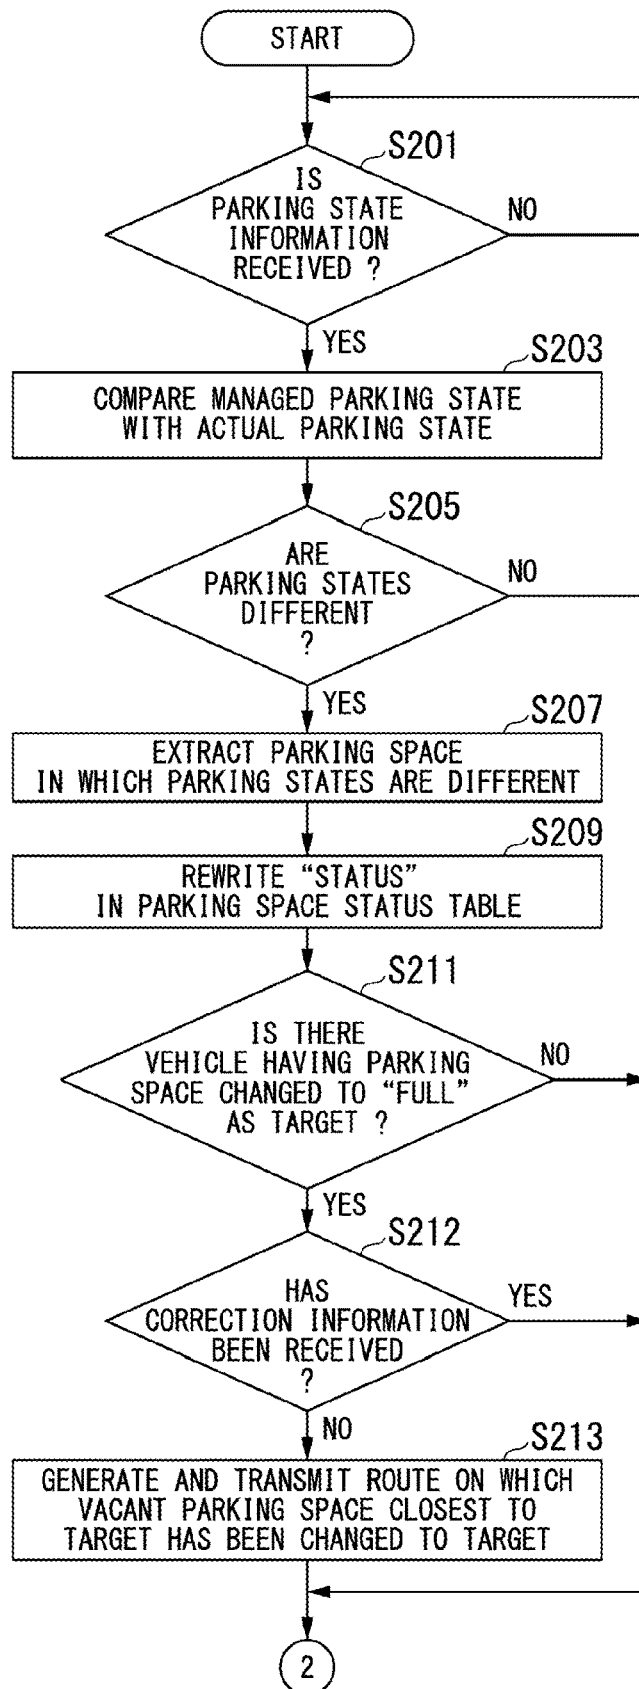 START
S201
IS
PARKING STATE
INFORMATION
RECEIVED ?
NO
YES
S203
COMPARE MANAGED PARKING STATE
WITH ACTUAL PARKING STATE
S205
ARE
PARKING STATES
DIFFERENT
?
NO
YES
S207
EXTRACT PARKING SPACE
IN WHICH PARKING STATES ARE DIFFERENT
S209
REWRITE “STATUS”
IN PARKING SPACE STATUS TABLE
S211
IS THERE
VEHICLE HAVING PARKING
SPACE CHANGED TO “FULL”
AS TARGET ?
NO
YES
S212
HAS
CORRECTION INFORMATION
BEEN RECEIVED
?
YES
NO
S213
GENERATE AND TRANSMIT ROUTE ON WHICH
VACANT PARKING SPACE CLOSEST TO
TARGET HAS BEEN CHANGED TO TARGET
2